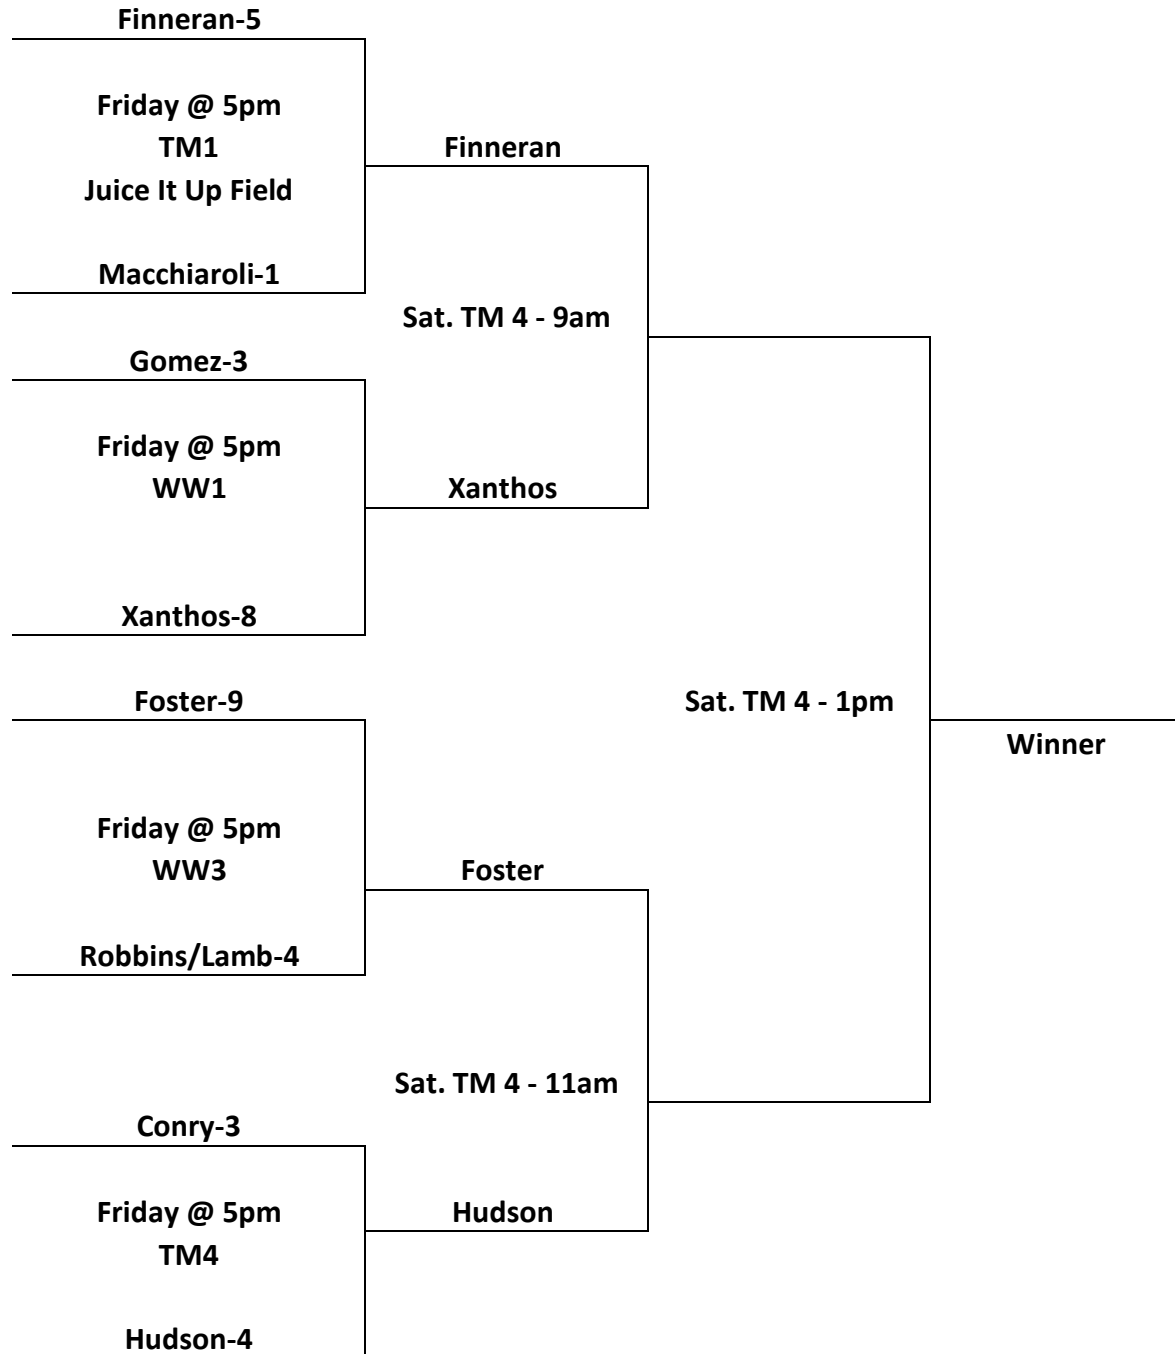 Finneran-5
Friday @ 5pm
TM1
Finneran
Juice It Up Field
Macchiaroli-1
Sat. TM 4 - 9am
Gomez-3
Friday @ 5pm
WW1
Xanthos
Xanthos-8
Foster-9
Sat. TM 4 - 1pm
Winner
Friday @ 5pm
WW3
Foster
Robbins/Lamb-4
Sat. TM 4 - 11am
Conry-3
Friday @ 5pm
Hudson
TM4
Hudson-4